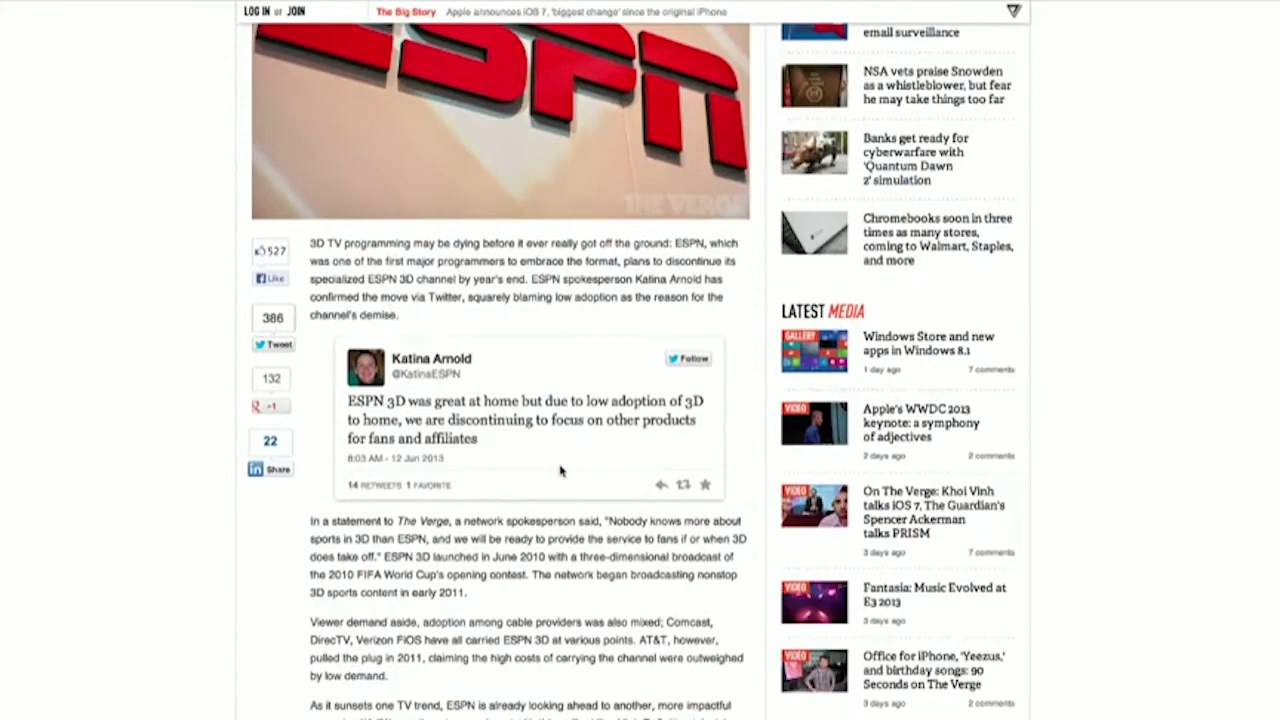 LOG IN or JOIN
The Big Story Apple announces iOS 7, 'biggest change' since the original iPhone
ESPN
THE VERGE
527
Like
386
Tweet
132
+1
22
in Share
3D TV programming may be dying before it ever really got off the ground: ESPN, which
was one of the first major programmers to embrace the format, plans to discontinue its
specialized ESPN 3D channel by year's end. ESPN spokesperson Katina Arnold has
confirmed the move via Twitter, squarely blaming low adoption as the reason for the
channel's demise.
Katina Arnold
@KatinaESPN
Follow
ESPN 3D was great at home but due to low adoption of 3D
to home, we are discontinuing to focus on other products
for fans and affiliates
8:03 AM - 12 Jun 2013
14 RETWEETS 1 FAVORITE
In a statement to The Verge, a network spokesperson said, "Nobody knows more about
sports in 3D than ESPN, and we will be ready to provide the service to fans if or when 3D
does take off." ESPN 3D launched in June 2010 with a three-dimensional broadcast of
the 2010 FIFA World Cup's opening contest. The network began broadcasting nonstop
3D sports content in early 2011.
Viewer demand aside, adoption among cable providers was also mixed; Comcast,
DirecTV, Verizon FiOS have all carried ESPN 3D at various points. AT&T, however,
pulled the plug in 2011, claiming the high costs of carrying the channel were outweighed
by low demand.
As it sunsets one TV trend, ESPN is already looking ahead to another, more impactful
email surveillance
NSA vets praise Snowden
as a whistleblower, but fear
he may take things too far
Banks get ready for
cyberwarfare with
'Quantum Dawn
2' simulation
Chromebooks soon in three
times as many stores,
coming to Walmart, Staples,
and more
LATEST MEDIA
GALLERY
Windows Store and new
apps in Windows 8.1
1 day ago 7 comments
VIDEO
Apple's WWDC 2013
keynote: a symphony
of adjectives
2 days ago 2 comments
VIDEO
On The Verge: Khoi Vinh
talks iOS 7, The Guardian's
Spencer Ackerman
talks PRISM
3 days ago 7 comments
VIDEO
Fantasia: Music Evolved at
E3 2013
3 days ago
VIDEO
Office for iPhone, 'Yeezus,'
and birthday songs: 90
Seconds on The Verge
3 days ago 2 comments